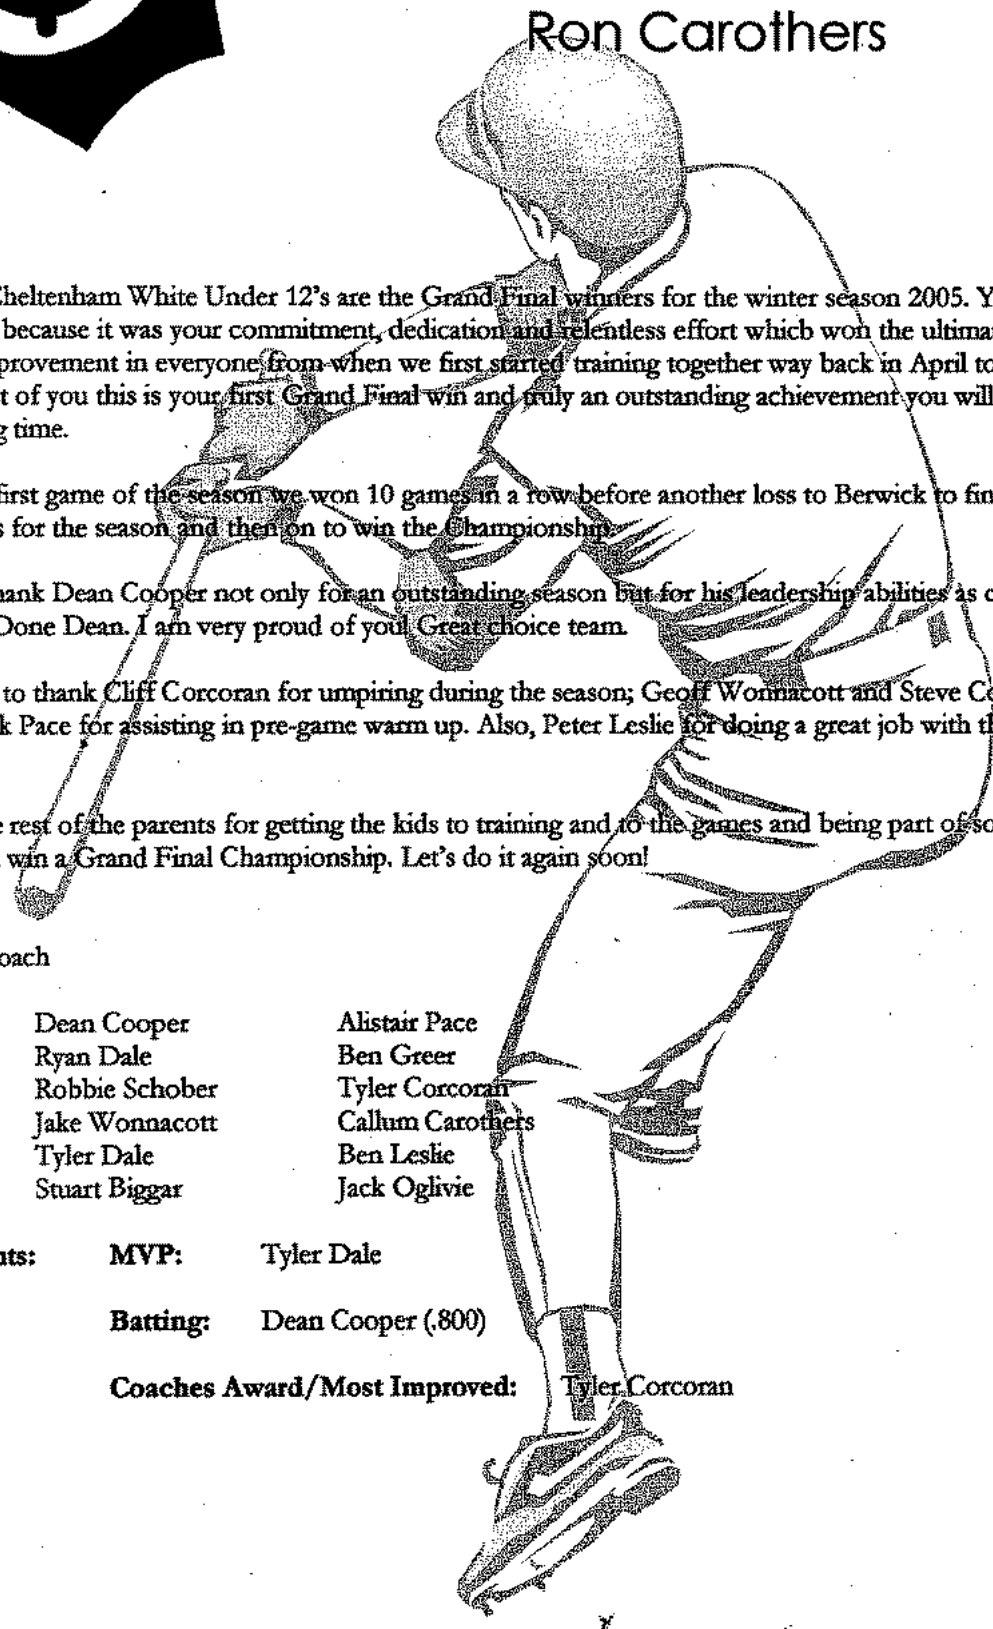 Ron Carothers
Cheltenham White Under 12's are the Grand Final winners for the winter season 2005. Y
because it was your commitment, dedication and relentless effort which won the ultima
provement in everyone from when we first started training together way back in April to
t of you this is your first Grand Final win and truly an outstanding achievement you will
g time.
first game of the season we won 10 games in a row before another loss to Berwick to fin
s for the season and then on to win the Championship.
hank Dean Cooper not only for an outstanding season but for his leadership abilities as c
Done Dean. I am very proud of you! Great choice team.
to thank Cliff Corcoran for umpiring during the season; Geoff Wonnacott and Steve Co
k Pace for assisting in pre-game warm up. Also, Peter Leslie for doing a great job with th
e rest of the parents for getting the kids to training and to the games and being part of so
win a Grand Final Championship. Let's do it again soon!
oach
Dean Cooper Alistair Pace
Ryan Dale Ben Greer
Robbie Schober Tyler Corcoran
Jake Wonnacott Callum Carothers
Tyler Dale Ben Leslie
Stuart Biggar Jack Oglivie
nts: MVP: Tyler Dale
Batting: Dean Cooper (.800)
Coaches Award/Most Improved: Tyler Corcoran